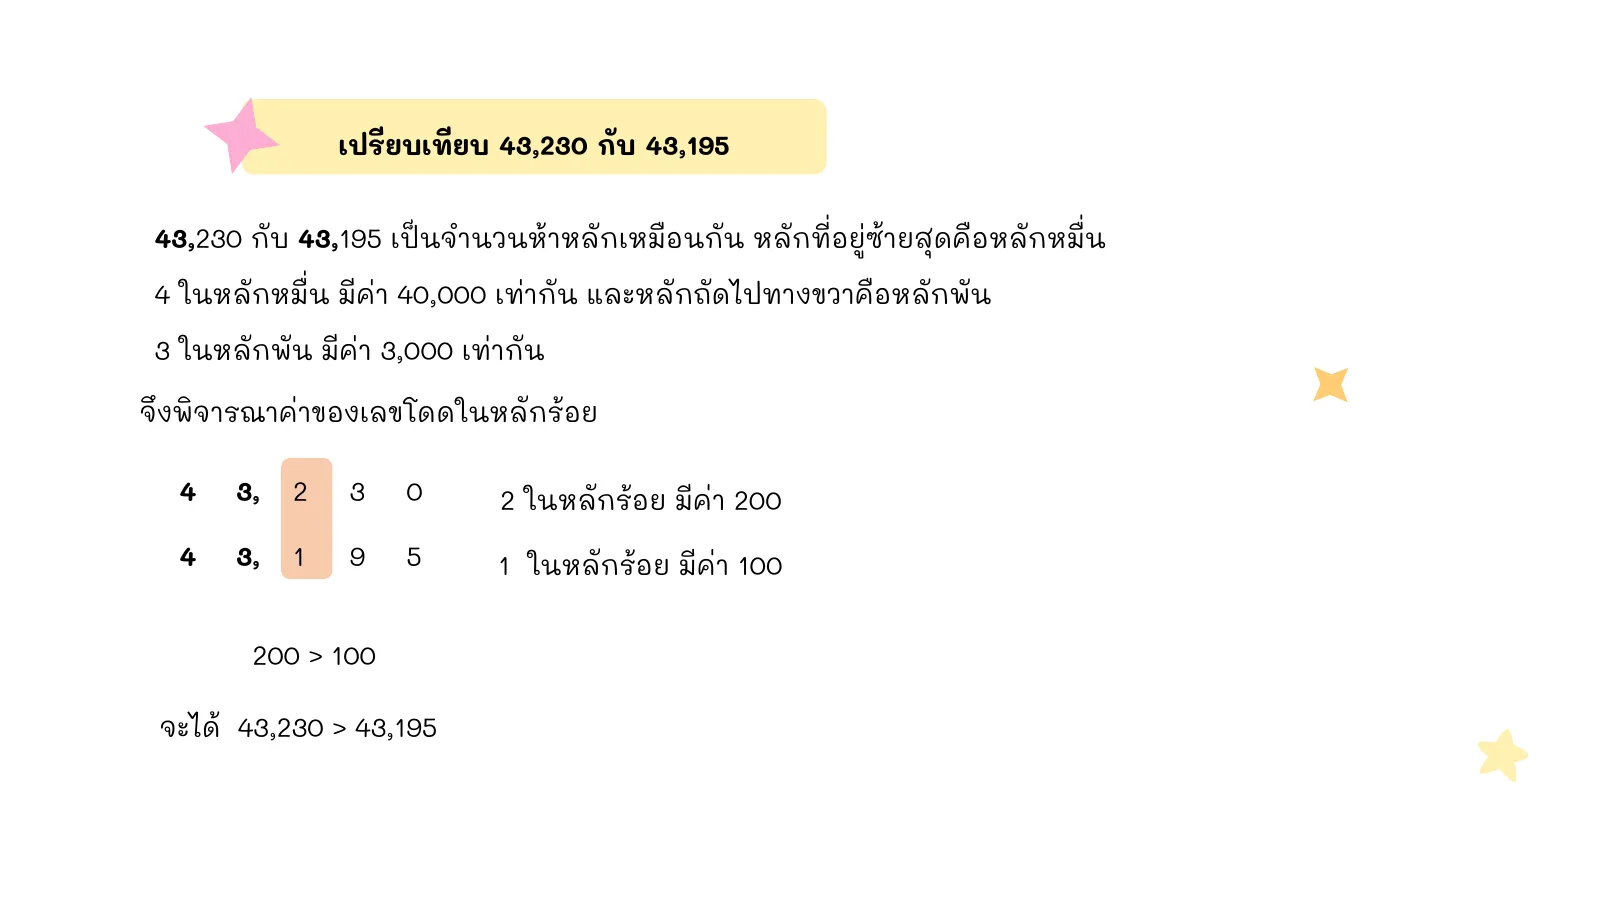 เปรียบเทียบ 43,230 กับ 43,195
43,230 กับ 43,195 เป็นจำนวนห้าหลักเหมือนกัน หลักที่อยู่ซ้ายสุดคือหลักหมื่น
4 ในหลักหมื่น มีค่า 40,000 เท่ากัน และหลักถัดไปทางขวาคือหลักพัน
3 ในหลักพัน มีค่า 3,000 เท่ากัน
จึงพิจารณาค่าของเลขโดดในหลักร้อย
4 3, 2 3 0 2 ในหลักร้อย มีค่า 200
4 3, 1 9 5 1 ในหลักร้อย มีค่า 100
200 > 100
จะได้ 43,230 > 43,195